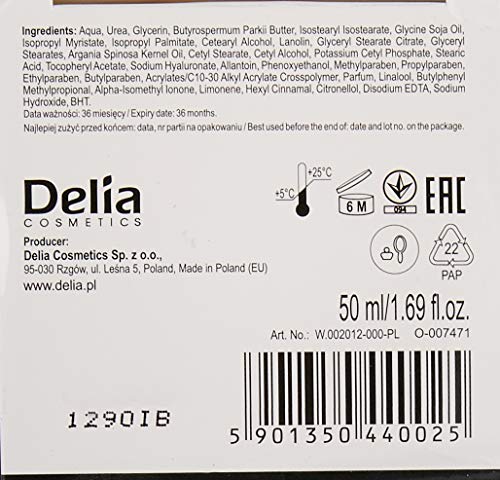 Ingredients: Aqua, Urea, Glycerin, Butyrospermum Parkii Butter, Isostearyl Isostearate, Glycine Soja Oil,
Isopropyl Myristate, Isopropyl Palmitate, Cetearyl Alcohol, Lanolin, Glyceryl Stearate Citrate, Glyceryl
Stearates, Argania Spinosa Kernel Oil, Cetyl Stearate, Cetyl Alcohol, Potassium Cetyl Phosphate, Stearic
Acid, Tocopheryl Acetate, Sodium Hyaluronate, Allantoin, Phenoxyethanol, Methylparaben, Propylparaben,
Ethylparaben, Butylparaben, Acrylates/C10-30 Alkyl Acrylate Crosspolymer, Parfum, Linalool, Butylphenyl
Methylpropional, Alpha-Isomethyl Ionone, Limonene, Hexyl Cinnamal, Citronellol, Disodium EDTA, Sodium
Hydroxide, BHT.
Data ważności: 36 miesięcy / Expiry date: 36 months.
Najlepiej zużyć przed końcem: data, nr partii na opakowaniu / Best used before the end of: date and lot no. on the package.
Delia
COSMETICS
+25°C
+5°C
6 M
094
EAC
Producer:
Delia Cosmetics Sp. z o.o.,
95-030 Rzgów, ul. Leśna 5, Poland, Made in Poland (EU)
www.delia.pl
22
PAP
50 ml/1.69 fl.oz.
Art. No.: W.002012-000-PL O-007471
1290IB
5 901350 440025